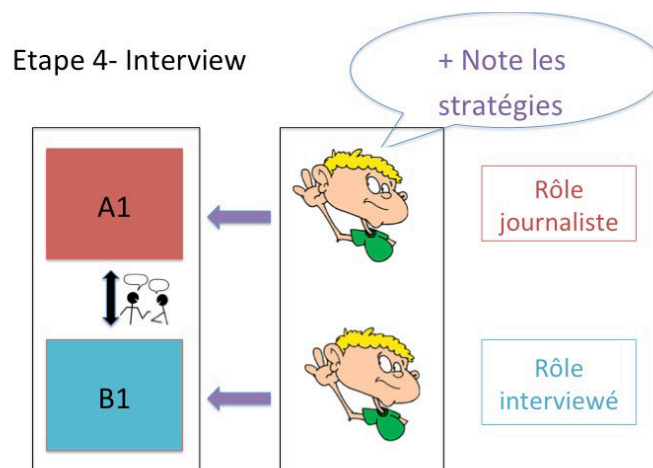 Etape 4- Interview
+ Note les
stratégies
A1
Rôle
journaliste
B1
Rôle
interviewé